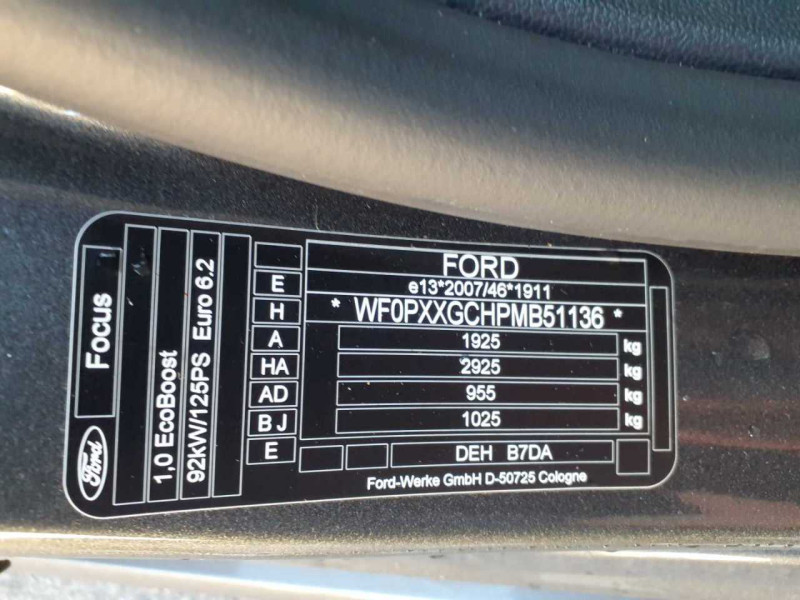 Focus
Ford
1,0 EcoBoost
92kW/125PS Euro 6.2
E
H
A
HA
AD
BJ
E
FORD
e13*2007/46*1911
* WF0PXXGCHPMB51136 *
1925 kg
2925 kg
955 kg
1025 kg
DEH B7DA
Ford-Werke GmbH D-50725 Cologne